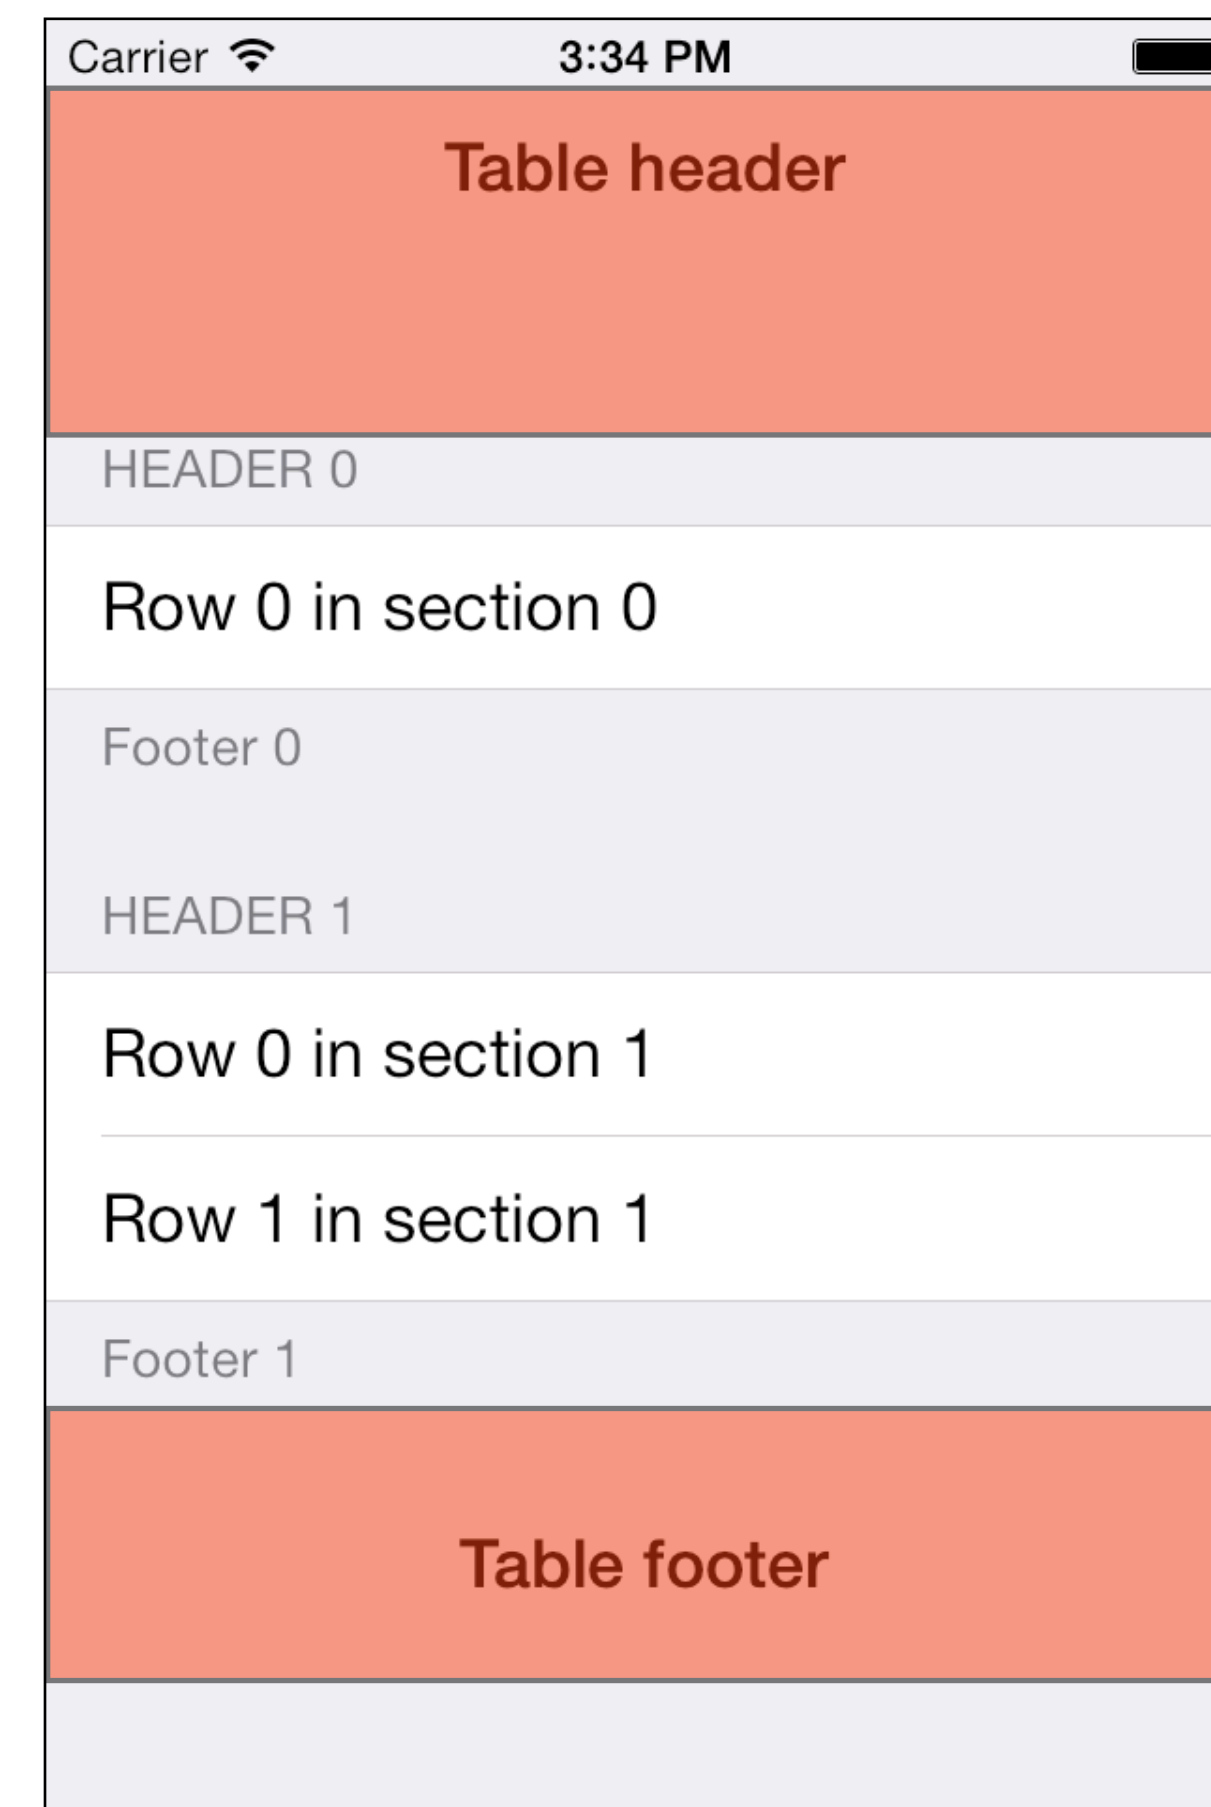 Carrier 3:34 PM
Table header
HEADER 0
Row 0 in section 0
Footer 0
HEADER 1
Row 0 in section 1
Row 1 in section 1
Footer 1
Table footer